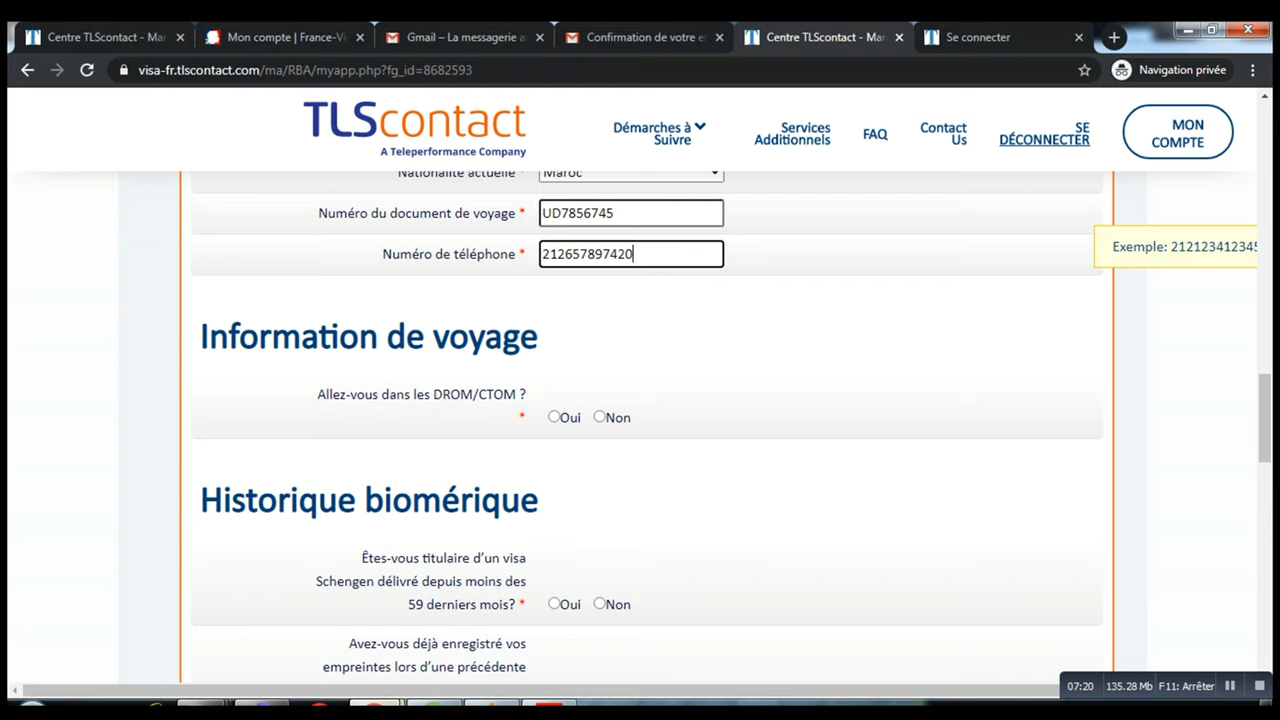 Centre TLScontact - Mar
Mon compte | France-Vi
Gmail – La messagerie a
Confirmation de votre e
Centre TLScontact - Mar
Se connecter
visa-fr.tlscontact.com/ma/RBA/myapp.php?fg_id=8682593
Navigation privée
TLScontact
A Teleperformance Company
Démarches à
Suivre
Services
Additionnels
FAQ
Contact
Us
SE
DÉCONNECTER
MON
COMPTE
Nationalité actuelle * Maroc
Numéro du document de voyage * UD7856745
Numéro de téléphone * 212657897420
Exemple: 212123412345
Information de voyage
Allez-vous dans les DROM/CTOM ?
* Oui Non
Historique biomérique
Êtes-vous titulaire d’un visa
Schengen délivré depuis moins des
59 derniers mois? * Oui Non
Avez-vous déjà enregistré vos
empreintes lors d’une précédente
07:20 135.28 Mb F11: Arrêter